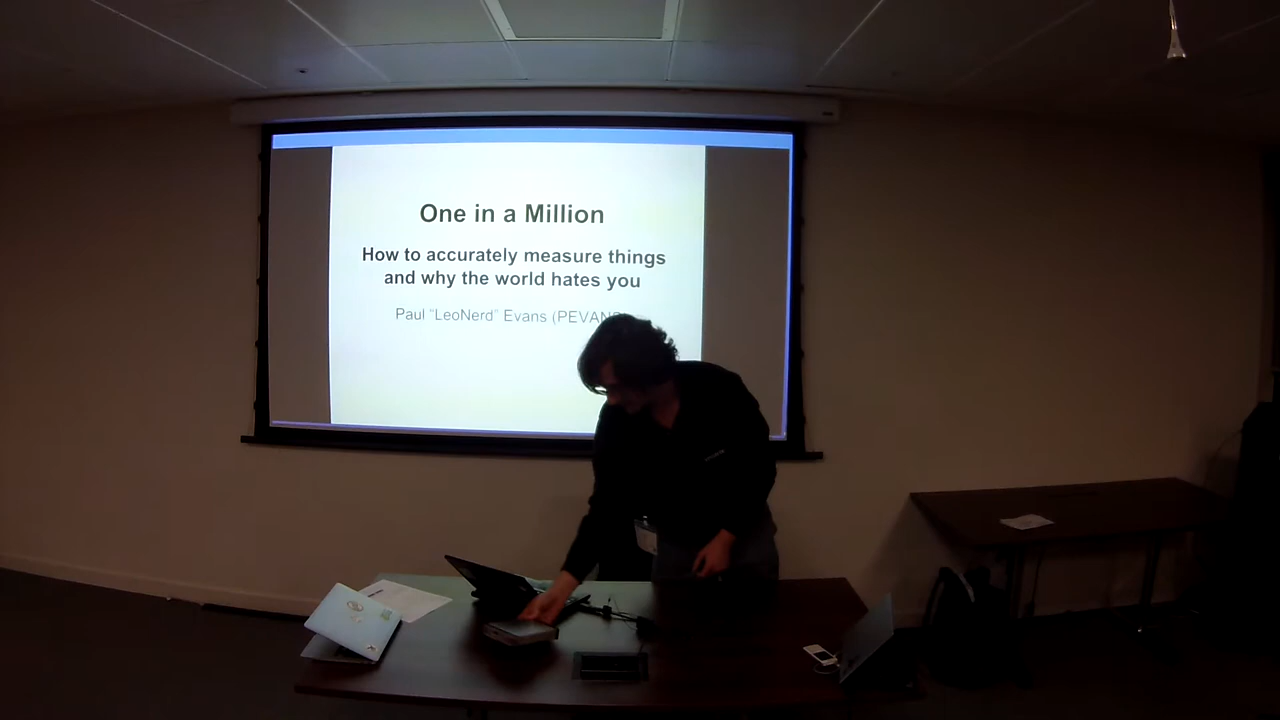 One in a Million
How to accurately measure things
and why the world hates you
Paul “LeoNerd” Evans (PEVANS